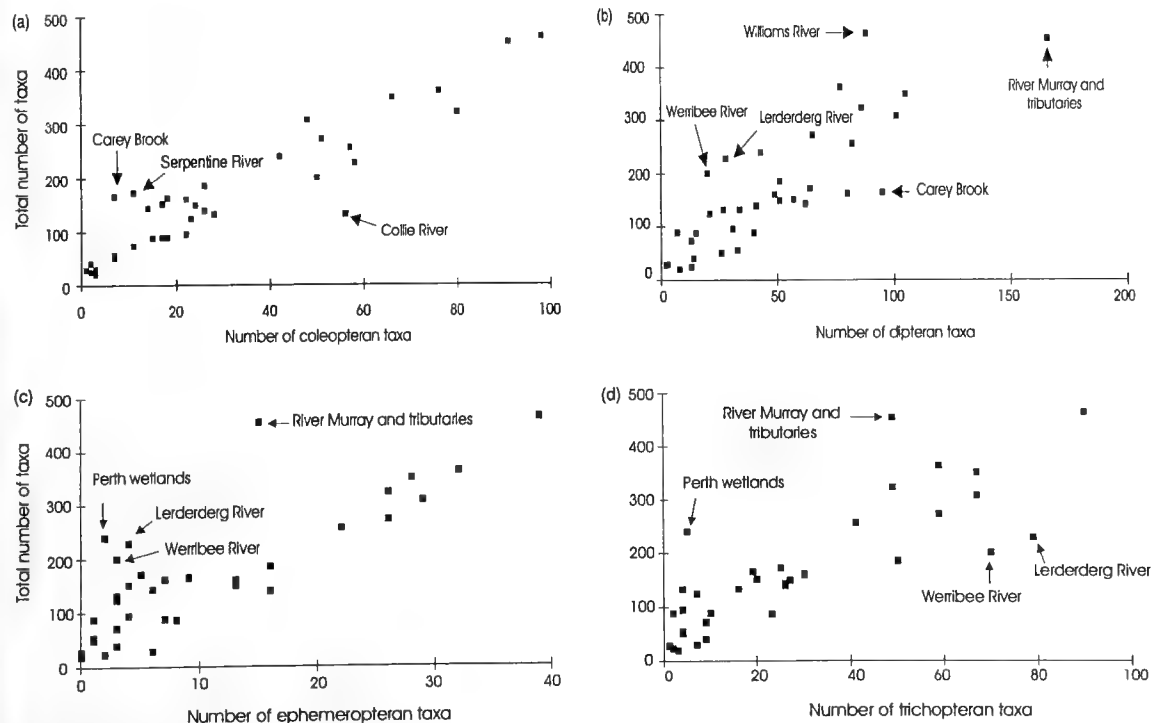 (a)
500
400
300
200
100
0
Total number of taxa
Carey Brook
Serpentine River
Collie River
0 20 40 60 80 100
Number of coleopteran taxa
(b)
500
400
300
200
100
0
Williams River
River Murray and
tributaries
Werribee River
Lerderderg River
Carey Brook
0 50 100 150 200
Number of dipteran taxa
(c)
500
400
300
200
100
0
Total number of taxa
River Murray and tributaries
Perth wetlands
Lerderderg River
Werribee River
0 10 20 30 40
Number of ephemeropteran taxa
(d)
500
400
300
200
100
0
River Murray and
tributaries
Perth wetlands
Lerderderg River
Werribee River
0 20 40 60 80 100
Number of trichopteran taxa